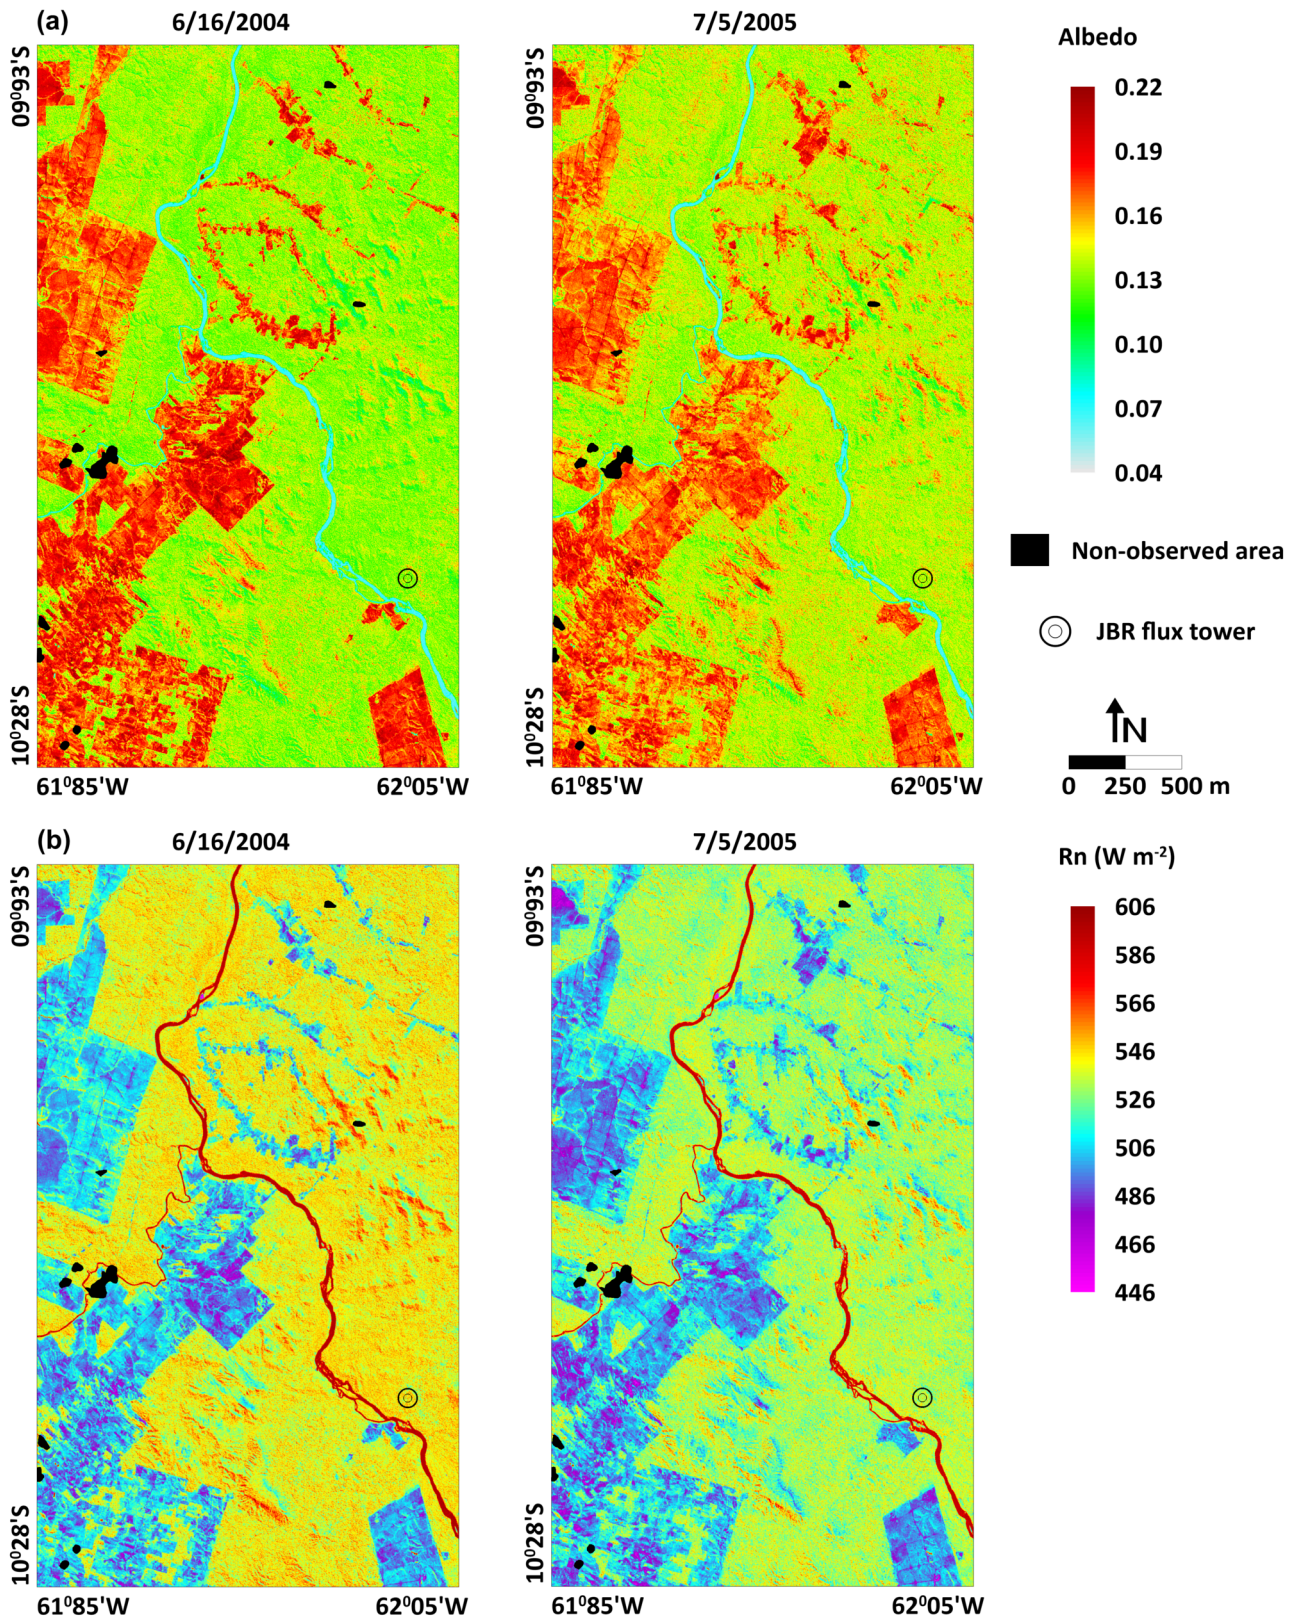 (a)
6/16/2004
7/5/2005
09⁰93'S
10⁰28'S
61⁰85'W
62⁰05'W
09⁰93'S
10⁰28'S
61⁰85'W
62⁰05'W
Albedo
0.22
0.19
0.16
0.13
0.10
0.07
0.04
Non-observed area
JBR flux tower
N
0 250 500 m
(b)
6/16/2004
7/5/2005
09⁰93'S
10⁰28'S
61⁰85'W
62⁰05'W
09⁰93'S
10⁰28'S
61⁰85'W
62⁰05'W
Rn (W m⁻²)
606
586
566
546
526
506
486
466
446